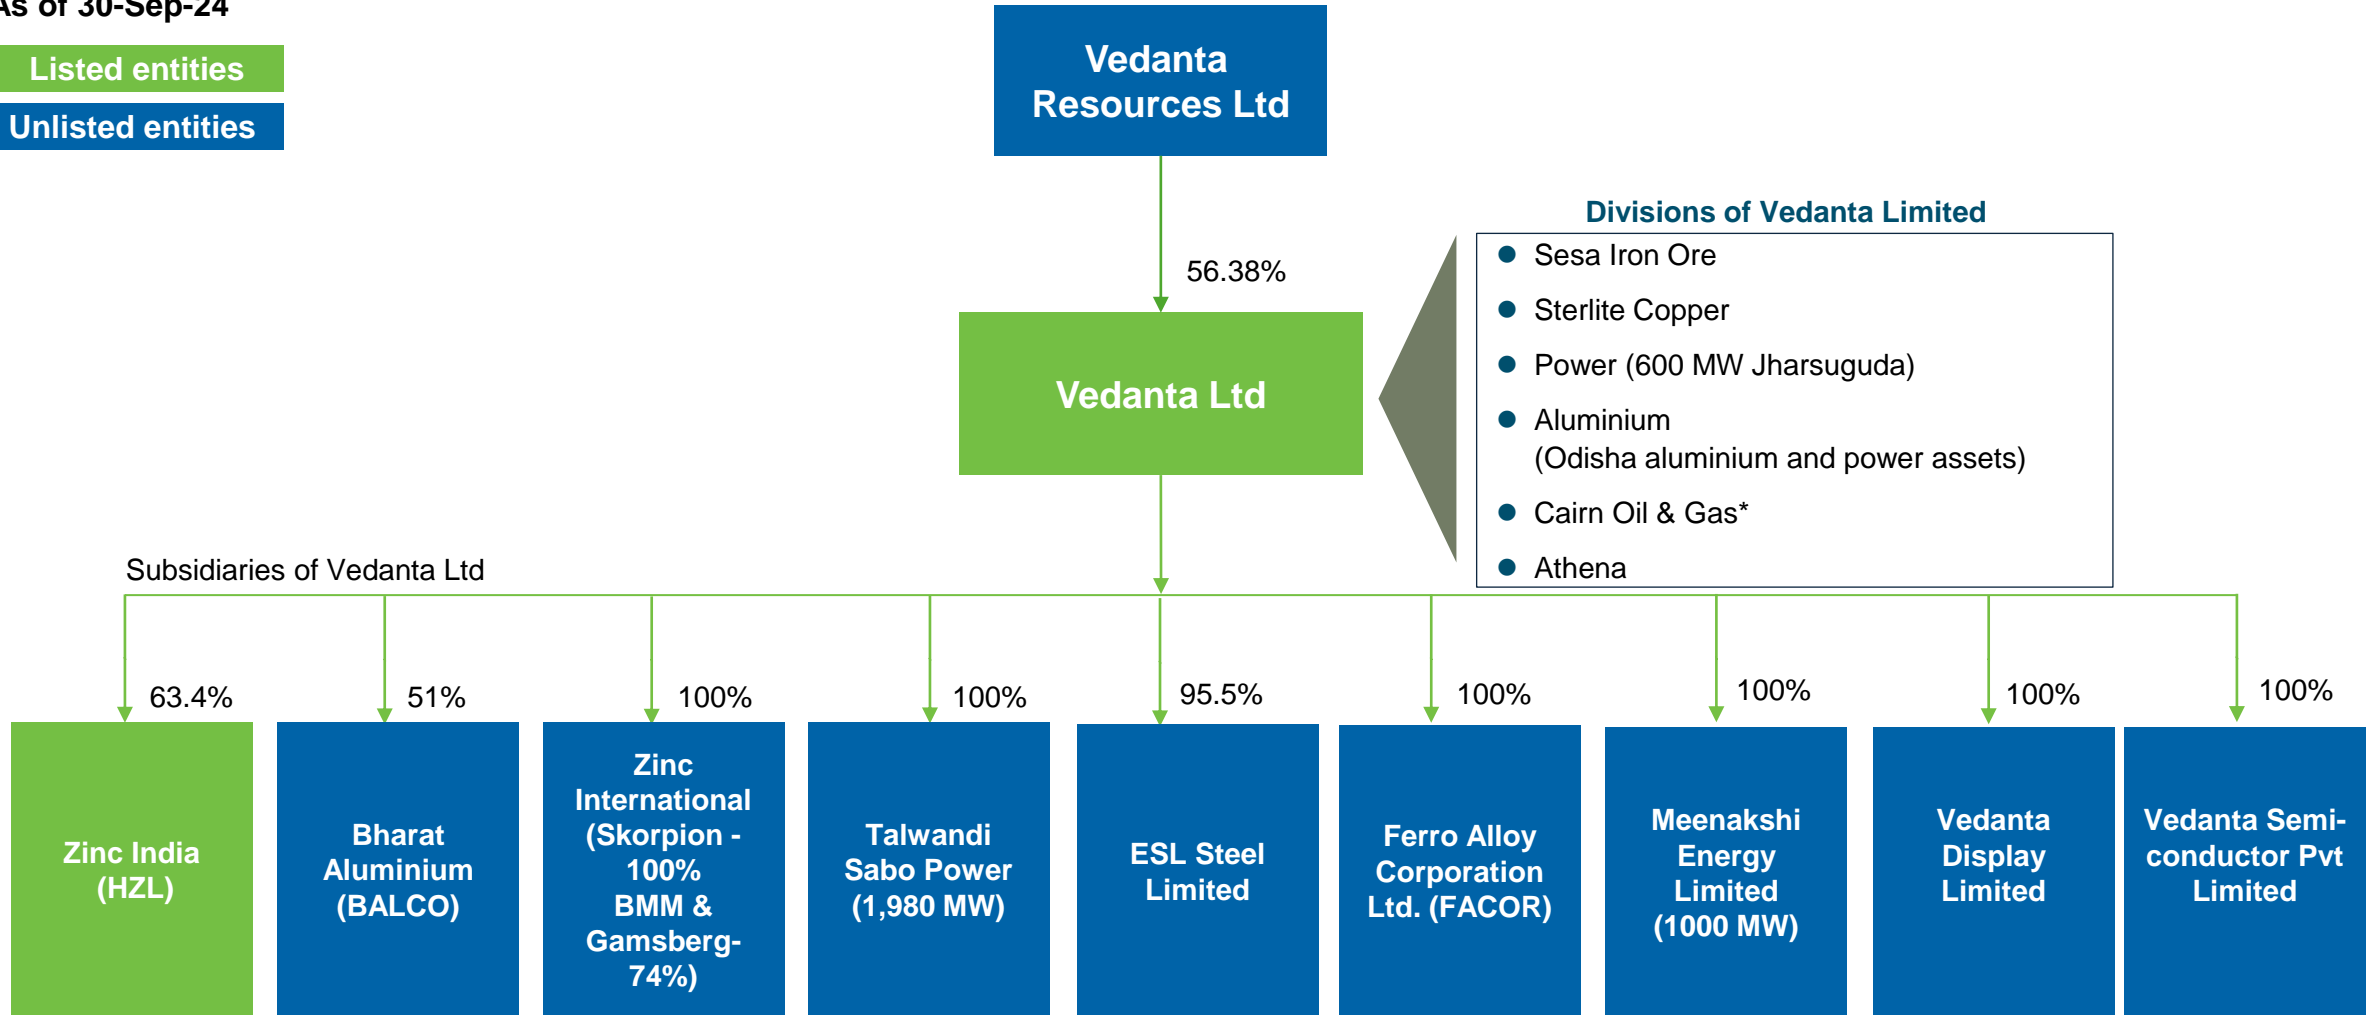 As of 30-Sep-24
Listed entities
Unlisted entities
Vedanta
Resources Ltd
56.38%
Vedanta Ltd
Divisions of Vedanta Limited
Sesa Iron Ore
Sterlite Copper
Power (600 MW Jharsuguda)
Aluminium
(Odisha aluminium and power assets)
Cairn Oil & Gas*
Athena
Subsidiaries of Vedanta Ltd
63.4%
51%
100%
100%
95.5%
100%
100%
100%
100%
Zinc India
(HZL)
Bharat
Aluminium
(BALCO)
Zinc
International
(Skorpion -
100%
BMM &
Gamsberg-
74%)
Talwandi
Sabo Power
(1,980 MW)
ESL Steel
Limited
Ferro Alloy
Corporation
Ltd. (FACOR)
Meenakshi
Energy
Limited
(1000 MW)
Vedanta
Display
Limited
Vedanta Semi-
conductor Pvt
Limited